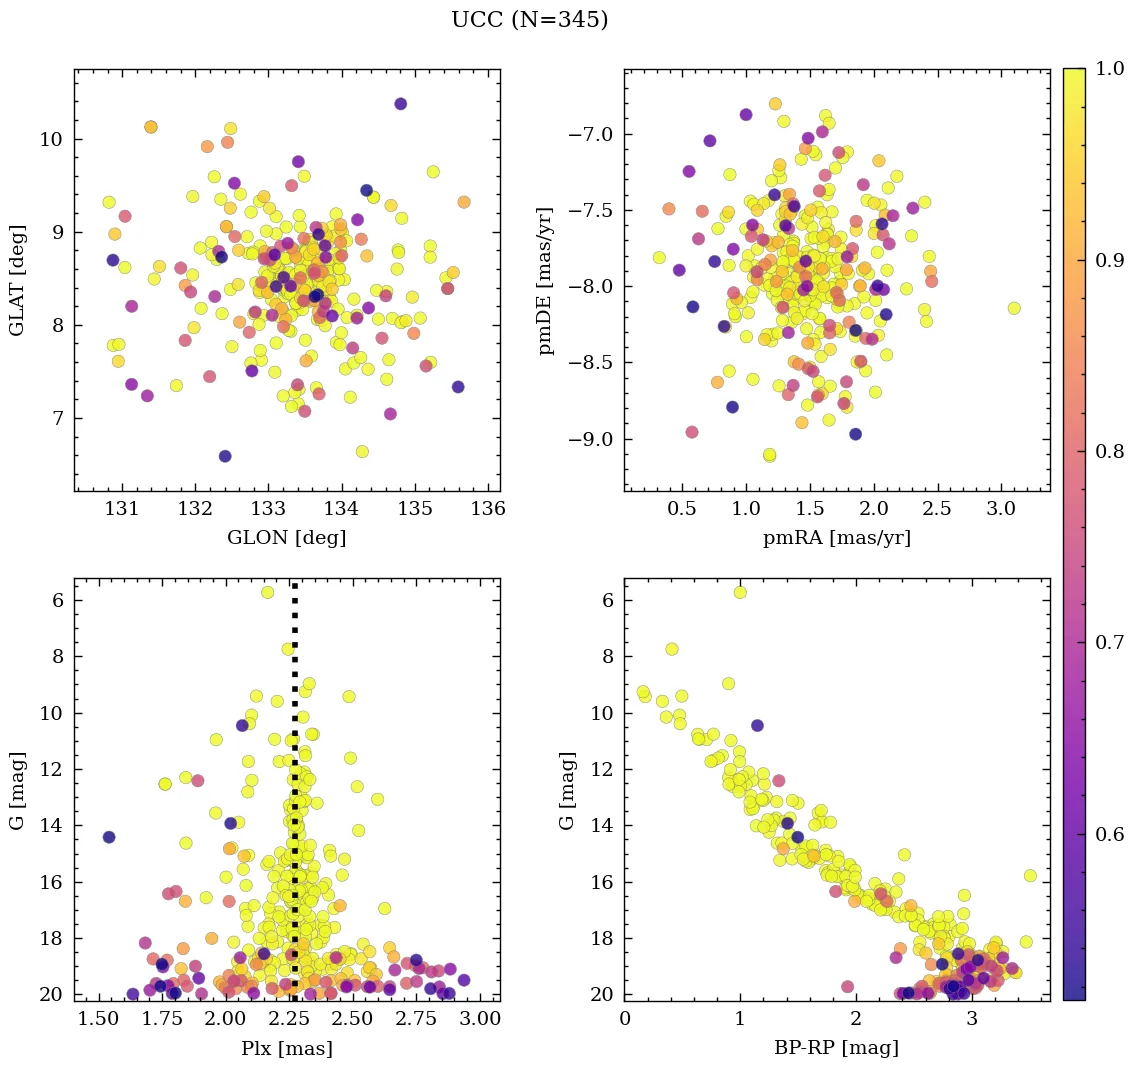 UCC (N=345)
10
9
8
7
GLAT [deg]
131 132 133 134 135 136
GLON [deg]
−7.0
−7.5
−8.0
−8.5
−9.0
pmDE [mas/yr]
0.5 1.0 1.5 2.0 2.5 3.0
pmRA [mas/yr]
1.0
0.9
0.8
0.7
0.6
6
8
10
12
14
16
18
20
G [mag]
1.50 1.75 2.00 2.25 2.50 2.75 3.00
Plx [mas]
6
8
10
12
14
16
18
20
G [mag]
0 1 2 3
BP-RP [mag]